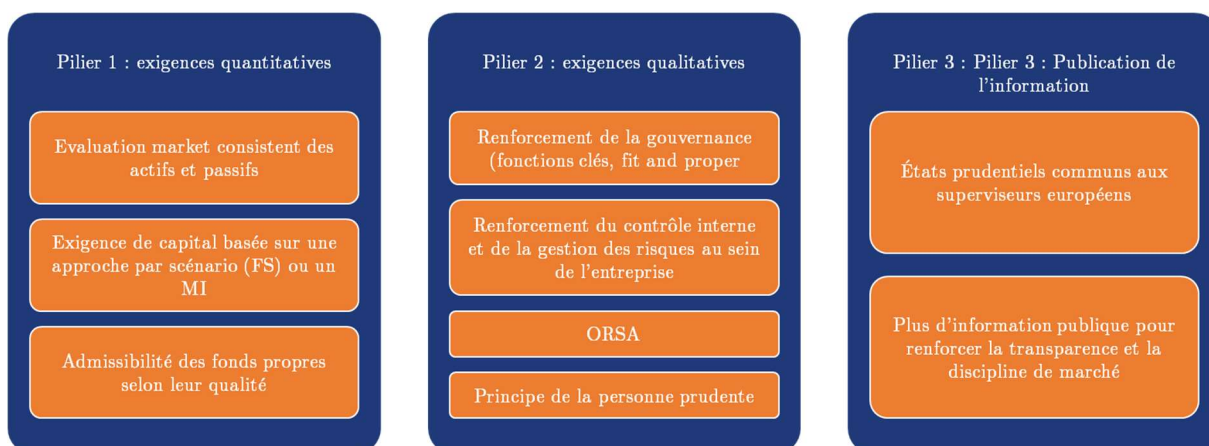 Pilier 1 : exigences quantitatives
Evaluation market consistent des
actifs et passifs
Exigence de capital basée sur une
approche par scénario (FS) ou un
MI
Admissibilité des fonds propres
selon leur qualité
Pilier 2 : exigences qualitatives
Renforcement de la gouvernance
(fonctions clés, fit and proper
Renforcement du contrôle interne
et de la gestion des risques au sein
de l'entreprise
ORSA
Principe de la personne prudente
Pilier 3 : Pilier 3 : Publication de
l'information
États prudentiels communs aux
superviseurs européens
Plus d'information publique pour
renforcer la transparence et la
discipline de marché